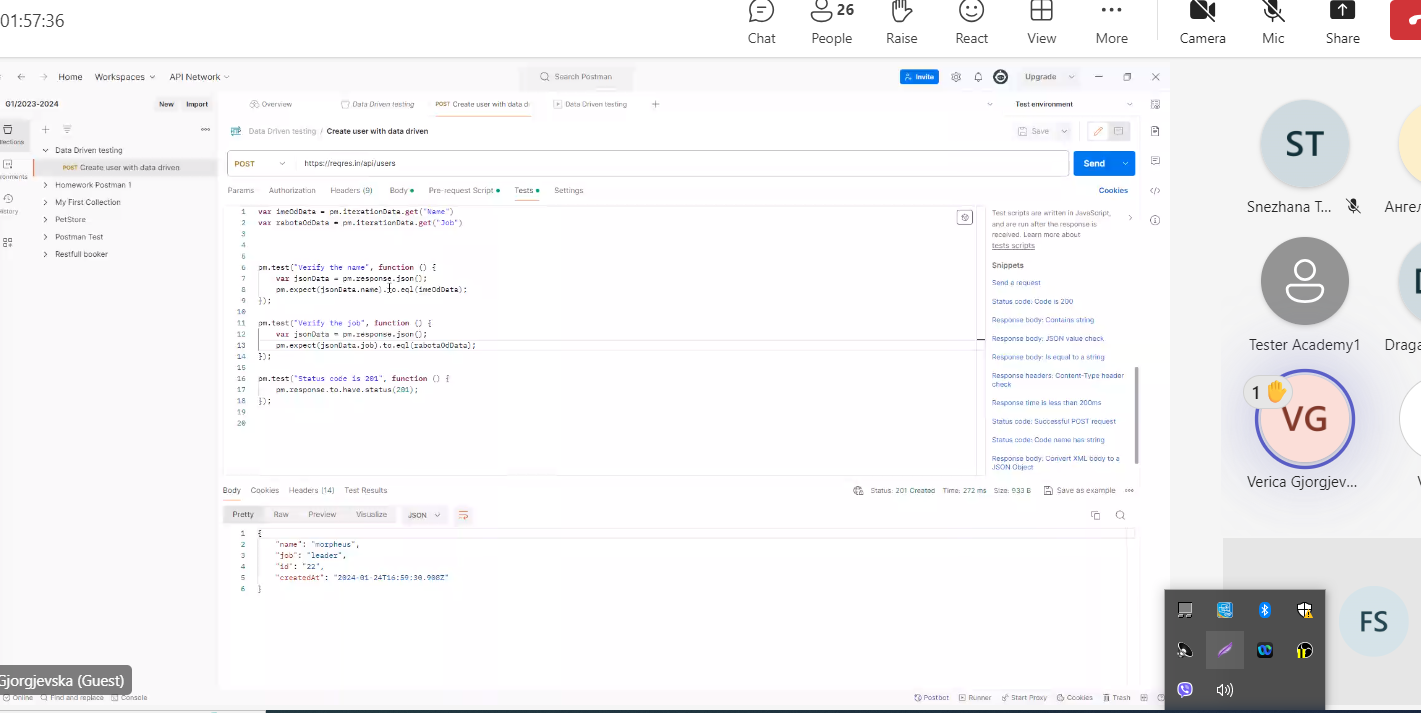 01:57:36
26
Chat
People
Raise
React
View
More
Camera
Mic
Share
Home
Workspaces
API Network
Search Postman
Invite
Upgrade
G1/2023-2024
New
Import
Overview
Data Driven testing
POST Create user with data d
Data Driven testing
Test environment
Data Driven testing / Create user with data driven
Save
Data Driven testing
POST Create user with data driven
Homework Postman 1
My First Collection
PetStore
Postman Test
Restfull booker
POST
https://reqres.in/api/users
Send
Params
Authorization
Headers (9)
Body
Pre-request Script
Tests
Settings
Cookies
1 var imeOdData = pm.iterationData.get("Name")
2 var raboteOdData = pm.iterationData.get("Job")
3
4
5
6 pm.test("Verify the name", function () {
7 var jsonData = pm.response.json();
8 pm.expect(jsonData.name).to.eql(imeOdData);
9 });
10
11 pm.test("Verify the job", function () {
12 var jsonData = pm.response.json();
13 pm.expect(jsonData.job).to.eql(rabotaOdData);
14 });
15
16 pm.test("Status code is 201", function () {
17 pm.response.to.have.status(201);
18 });
19
20
Test scripts are written in JavaScript,
and are run after the response is
received. Learn more about
tests scripts
Snippets
Send a request
Status code: Code is 200
Response body: Contains string
Response body: JSON value check
Response body: Is equal to a string
Response headers: Content-Type header
check
Response time is less than 200ms
Status code: Successful POST request
Status code: Code name has string
Response body: Convert XML body to a
JSON Object
Body
Cookies
Headers (14)
Test Results
Status: 201 Created
Time: 272 ms
Size: 933 B
Save as example
Pretty
Raw
Preview
Visualize
JSON
1 {
2 "name": "morpheus",
3 "job": "leader",
4 "id": "22",
5 "createdAt": "2024-01-24T16:59:30.908Z"
6 }
Gjorgjevska (Guest)
Online
Find and replace
Console
Postbot
Runner
Start Proxy
Cookies
Trash
ST
Snezhana T...
Ангел
Tester Academy1
Draga
1
VG
Verica Gjorgjev...
FS